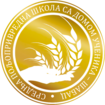 СРЕДЊА ПОЉОПРИВРЕДНА ШКОЛА СА ДОМОМ УЧЕНИКА • ШАБАЦ •